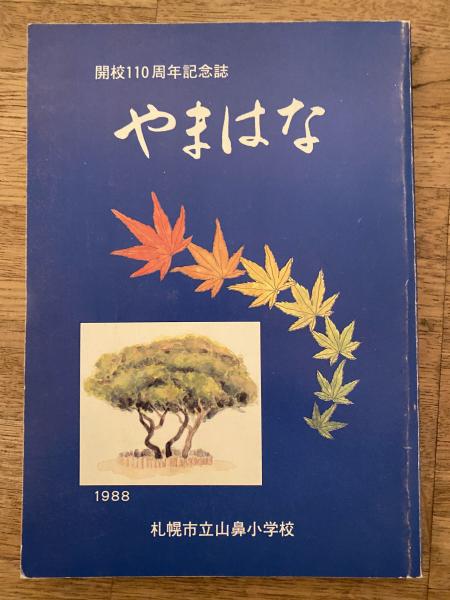 開校110周年記念誌
やまはな
1988
札幌市立山鼻小学校